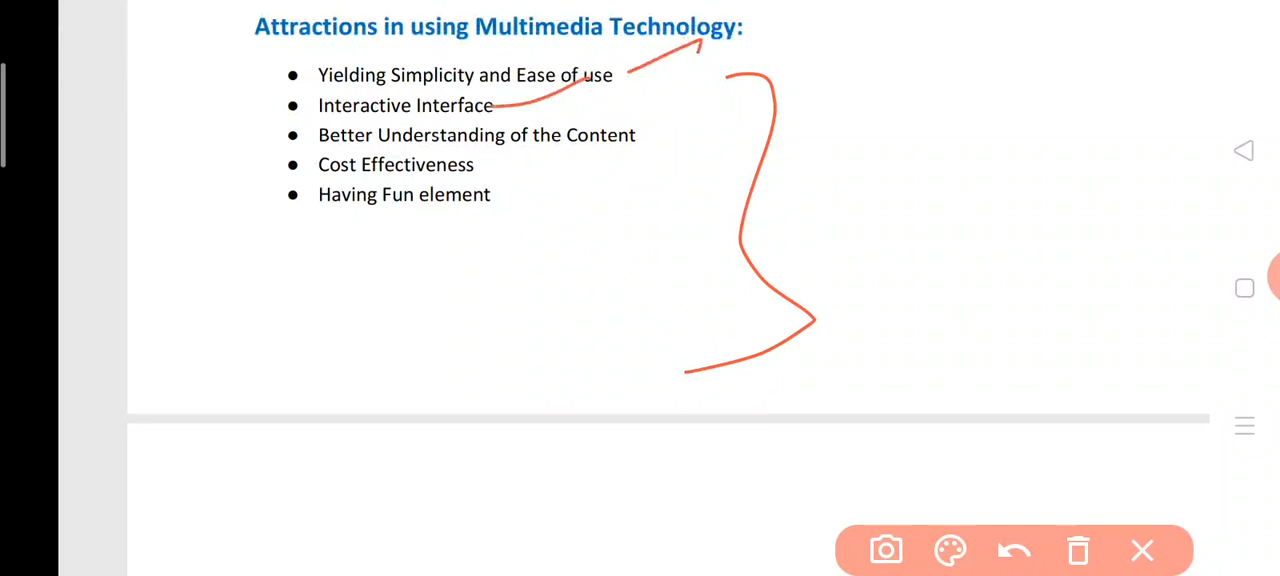 Attractions in using Multimedia Technology:
● Yielding Simplicity and Ease of use
● Interactive Interface
● Better Understanding of the Content
● Cost Effectiveness
● Having Fun element